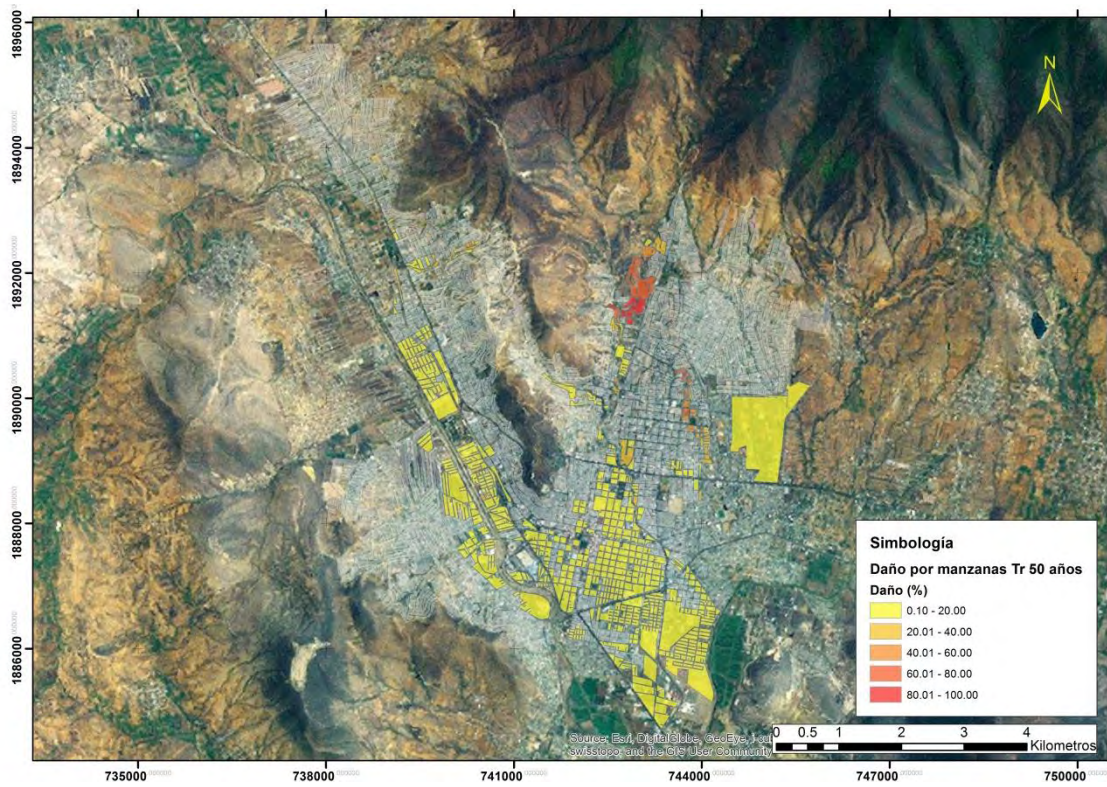 1896000
1894000
1892000
1890000
1888000
1886000
N
Simbología
Daño por manzanas Tr 50 años
Daño (%)
0.10 - 20.00
20.01 - 40.00
40.01 - 60.00
60.01 - 80.00
80.01 - 100.00
0 0.5 1 2 3 4
Kilometros
Source: Esri, DigitalGlobe, GeoEye, i-cu
swisstopo, and the GIS User Community
735000 738000 741000 744000 747000 750000